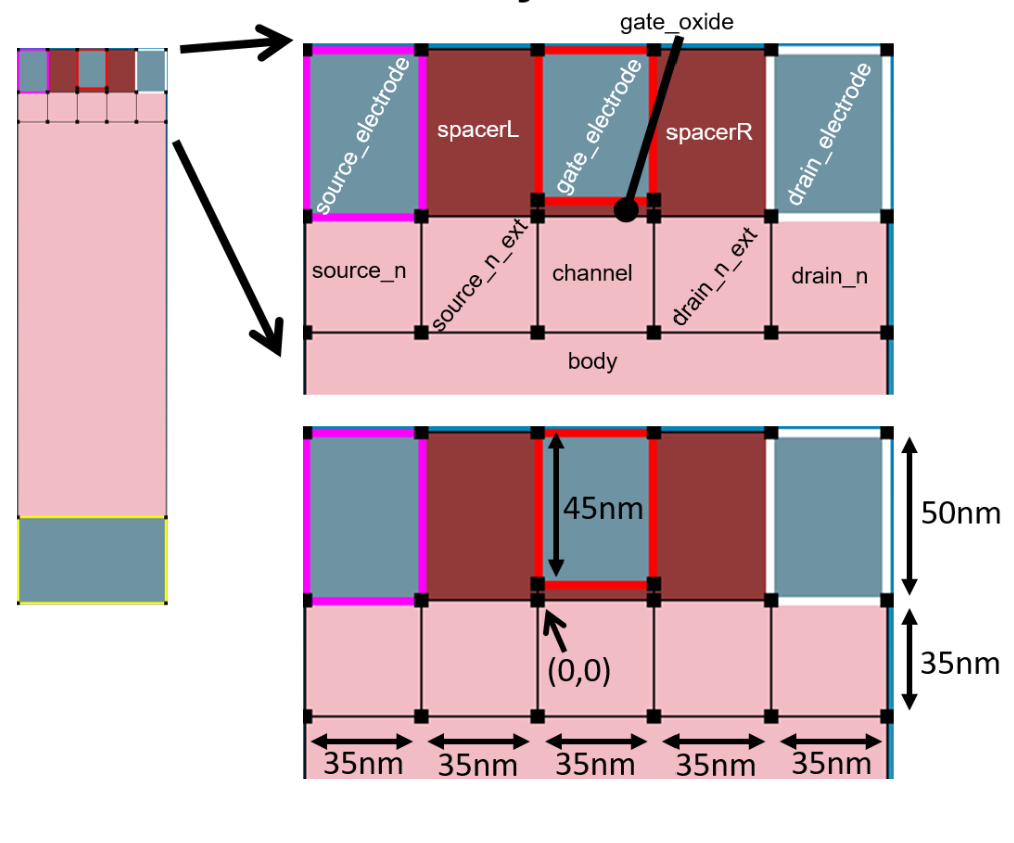 gate_oxide
source_electrode
spacerL
gate_electrode
spacerR
drain_electrode
source_n
source_n_ext
channel
drain_n_ext
drain_n
body
45nm
50nm
(0,0)
35nm
35nm
35nm
35nm
35nm
35nm